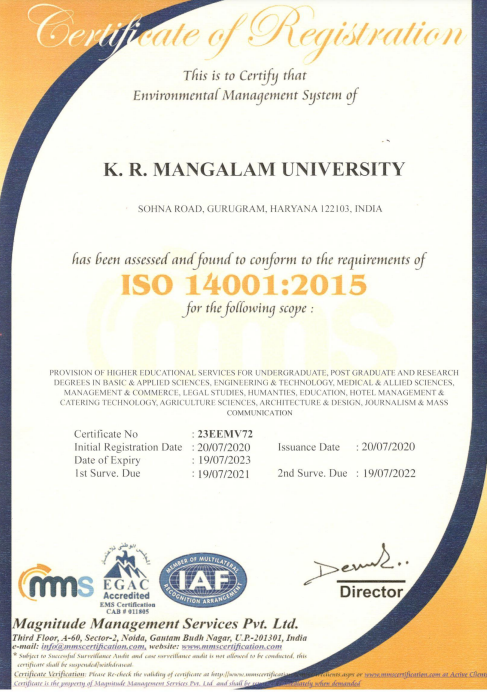 Certificate of Registration
This is to Certify that
Environmental Management System of
K. R. MANGALAM UNIVERSITY
SOHNA ROAD, GURUGRAM, HARYANA 122103, INDIA
has been assessed and found to conform to the requirements of
ISO 14001:2015
for the following scope :
mms
PROVISION OF HIGHER EDUCATIONAL SERVICES FOR UNDERGRADUATE, POST GRADUATE AND RESEARCH
DEGREES IN BASIC & APPLIED SCIENCES, ENGINEERING & TECHNOLOGY, MEDICAL & ALLIED SCIENCES,
MANAGEMENT & COMMERCE, LEGAL STUDIES, HUMANITIES, EDUCATION, HOTEL MANAGEMENT &
CATERING TECHNOLOGY, AGRICULTURE SCIENCES, ARCHITECTURE & DESIGN, JOURNALISM & MASS
COMMUNICATION
Certificate No : 23EEMV72
Initial Registration Date : 20/07/2020 Issuance Date : 20/07/2020
Date of Expiry : 19/07/2023
1st Surve. Due : 19/07/2021 2nd Surve. Due : 19/07/2022
mms
EGAC
Accredited
EMS Certification
CAB # 011805
MEMBER OF MULTILATERAL
IAF
RECOGNITION ARRANGEMENT
Director
Magnitude Management Services Pvt. Ltd.
Third Floor, A-60, Sector-2, Noida, Gautam Budh Nagar, U.P.-201301, India
e-mail: info@mmscertification.com, website: www.mmscertification.com
* Subject to Successful Surveillance Audit and case surveillance audit is not allowed to be conducted, this
certificate shall be suspended/withdrawal.
Certificate Verification: Please Re-check the validity of certificate at http://www.mmscertification or www.mmscertification.com at Active Clients
Certificate is the property of Magnitude Management Services Pvt. Ltd. and shall be when demanded